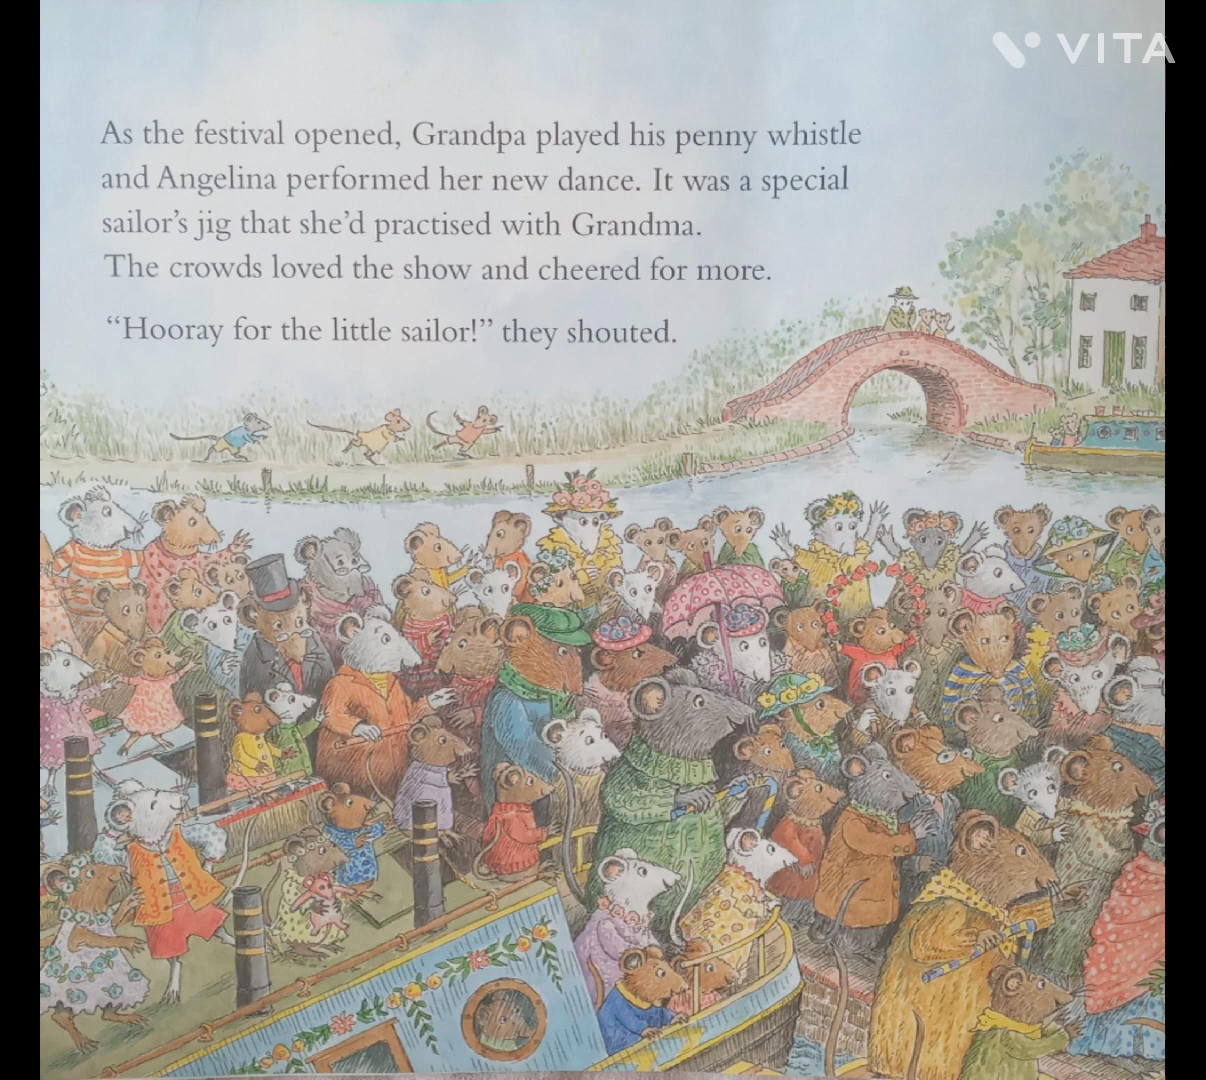 VITA
As the festival opened, Grandpa played his penny whistle
and Angelina performed her new dance. It was a special
sailor’s jig that she’d practised with Grandma.
The crowds loved the show and cheered for more.
“Hooray for the little sailor!” they shouted.